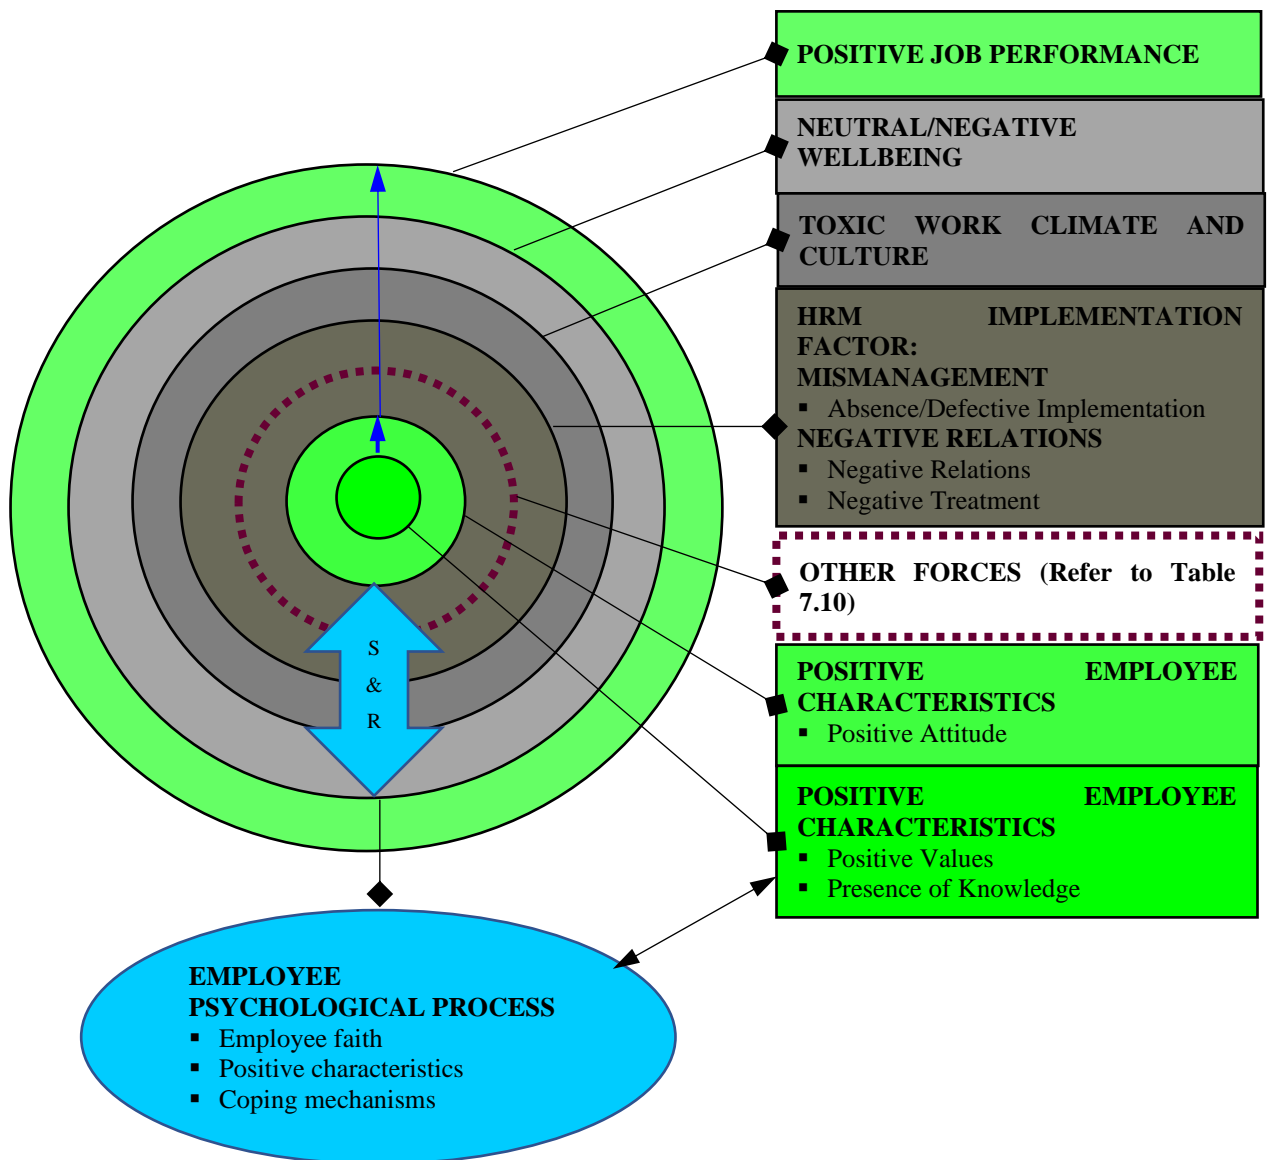 POSITIVE JOB PERFORMANCE
NEUTRAL/NEGATIVE
WELLBEING
TOXIC WORK CLIMATE AND
CULTURE
HRM IMPLEMENTATION
FACTOR:
MISMANAGEMENT
▪ Absence/Defective Implementation
NEGATIVE RELATIONS
▪ Negative Relations
▪ Negative Treatment
OTHER FORCES (Refer to Table
7.10)
POSITIVE EMPLOYEE
CHARACTERISTICS
▪ Positive Attitude
POSITIVE EMPLOYEE
CHARACTERISTICS
▪ Positive Values
▪ Presence of Knowledge
S
&
R
EMPLOYEE
PSYCHOLOGICAL PROCESS
▪ Employee faith
▪ Positive characteristics
▪ Coping mechanisms